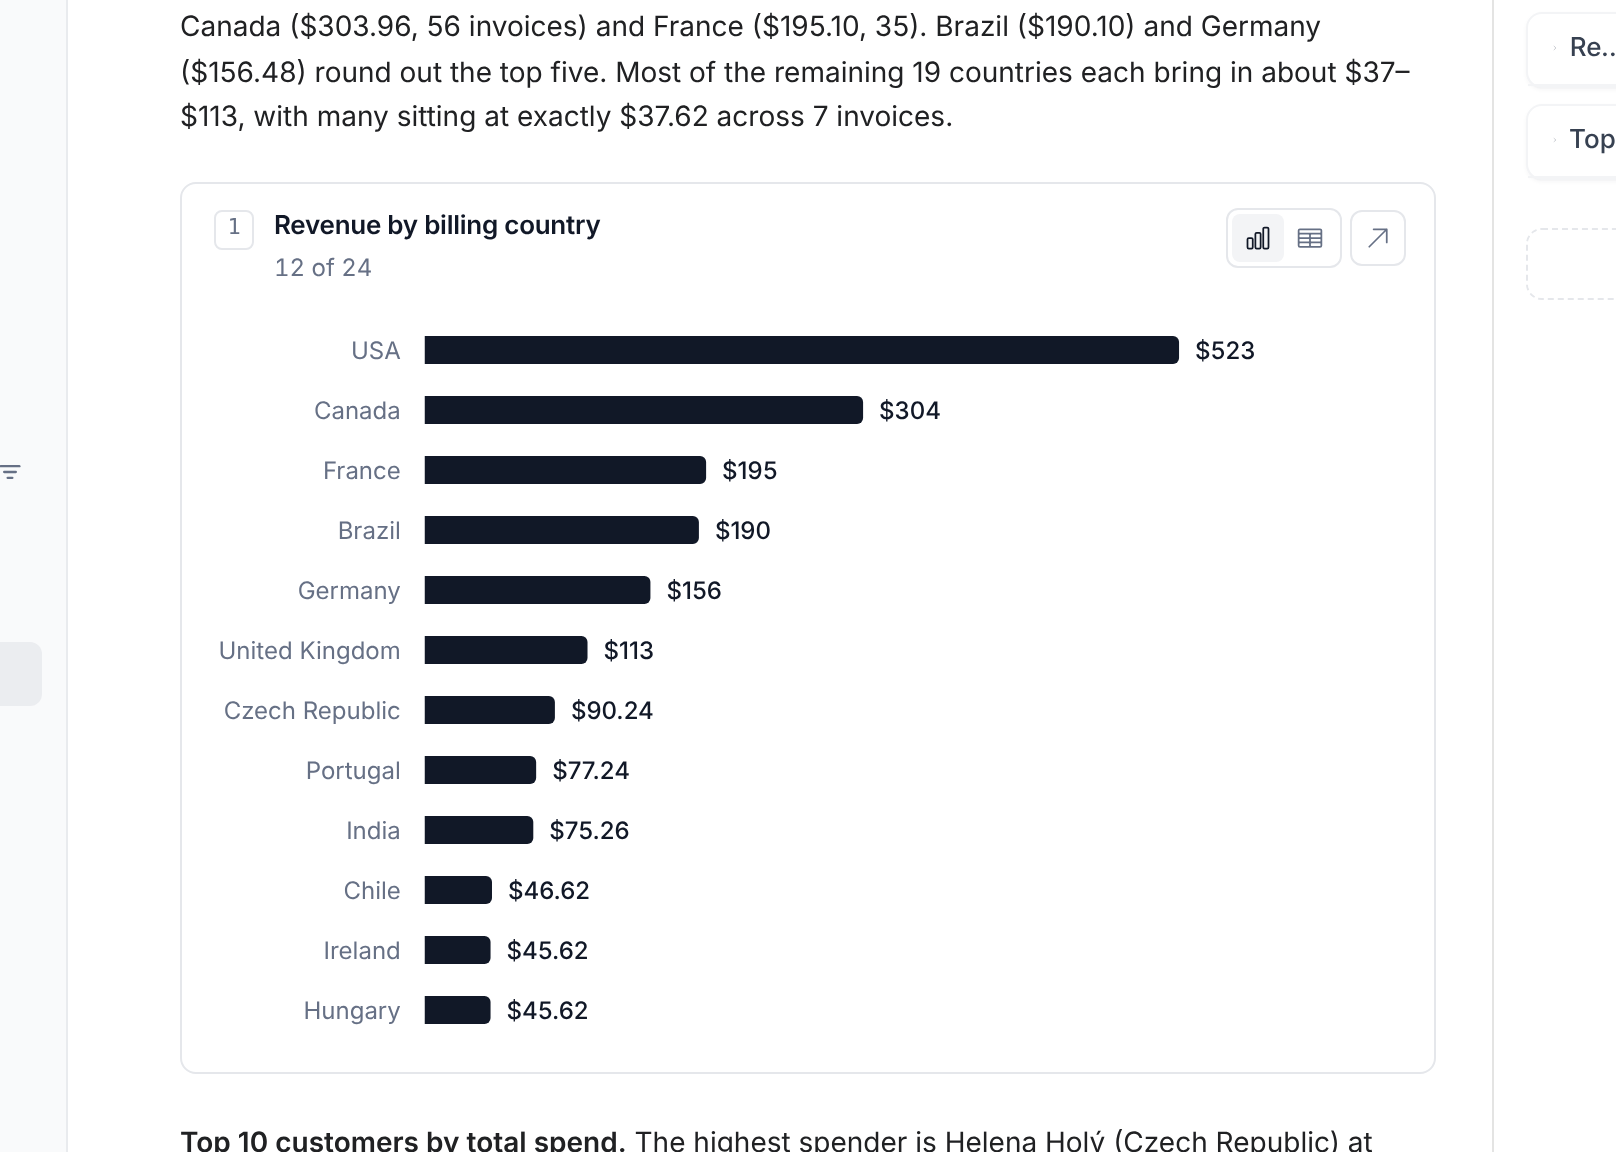 Canada ($303.96, 56 invoices) and France ($195.10, 35). Brazil ($190.10) and Germany
($156.48) round out the top five. Most of the remaining 19 countries each bring in about $37–
$113, with many sitting at exactly $37.62 across 7 invoices.
Re..
Top
1
Revenue by billing country
12 of 24
USA $523
Canada $304
France $195
Brazil $190
Germany $156
United Kingdom $113
Czech Republic $90.24
Portugal $77.24
India $75.26
Chile $46.62
Ireland $45.62
Hungary $45.62
Top 10 customers by total spend. The highest spender is Helena Holý (Czech Republic) at